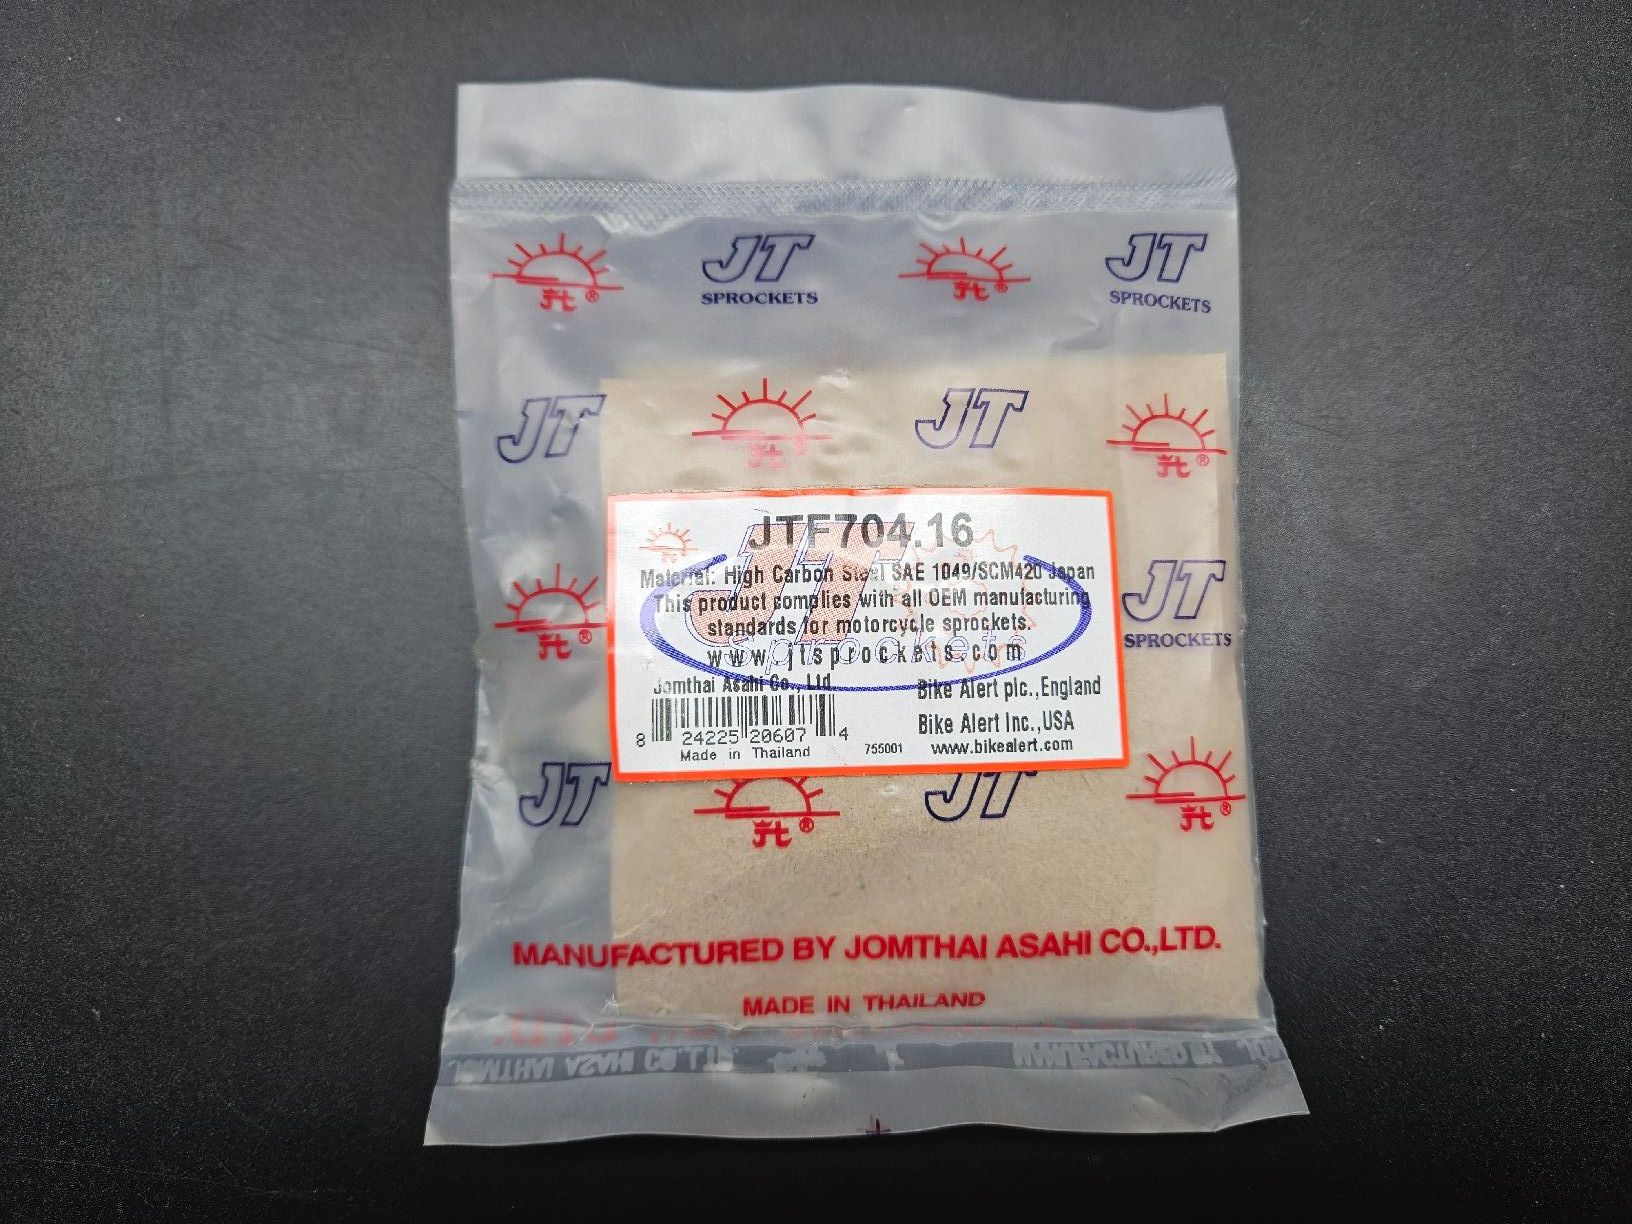 JT SPROCKETS
JT SPROCKETS
JT
JT
JTF704.16
Material: High Carbon Steel SAE 1049/SCM420 Japan
This product complies with all OEM manufacturing
standards for motorcycle sprockets.
www.jtsprockets.com
JT Sprockets
Jomthai Asahi Co., Ltd
Bike Alert plc.,England
Bike Alert Inc.,USA
8 24225 20607 4
Made in Thailand
755001
www.bikealert.com
JT SPROCKETS
JT
JT
MANUFACTURED BY JOMTHAI ASAHI CO.,LTD.
MADE IN THAILAND